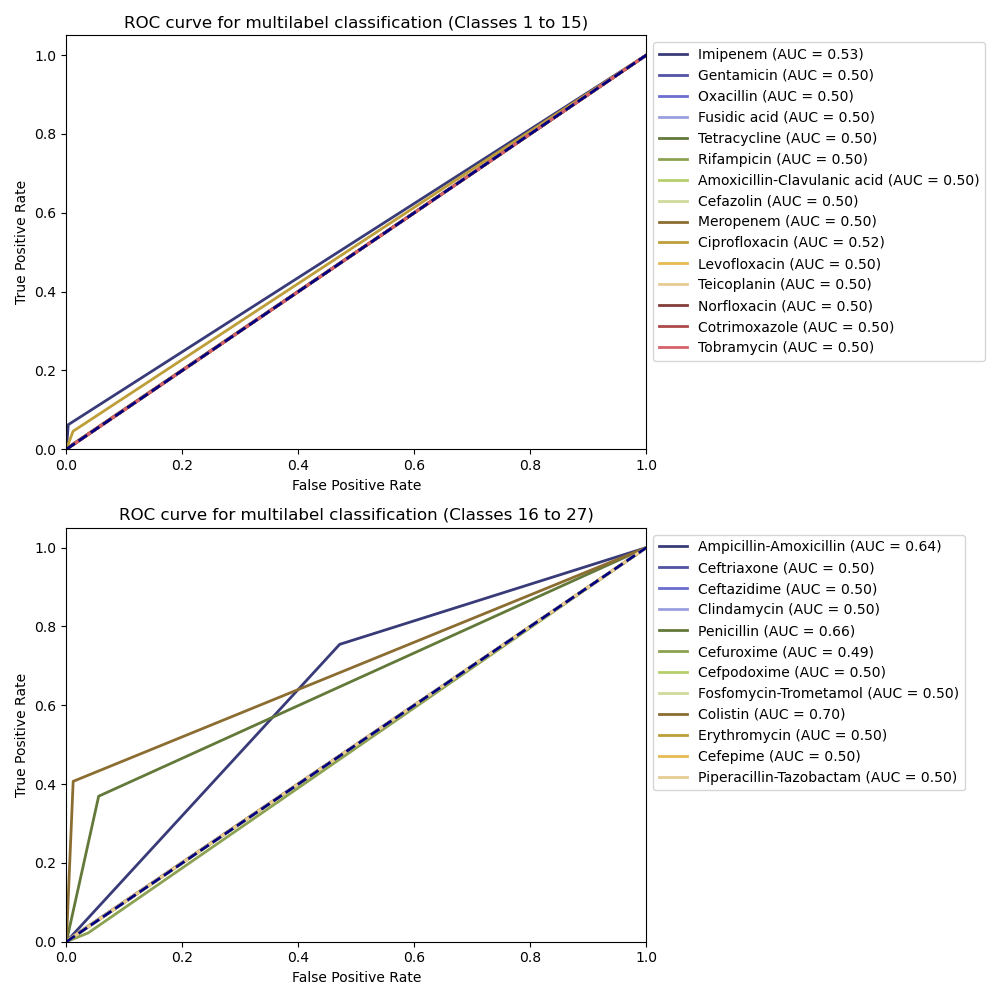 ROC curve for multilabel classification (Classes 1 to 15)
True Positive Rate
1.0
0.8
0.6
0.4
0.2
0.0
0.0 0.2 0.4 0.6 0.8 1.0
False Positive Rate
Imipenem (AUC = 0.53)
Gentamicin (AUC = 0.50)
Oxacillin (AUC = 0.50)
Fusidic acid (AUC = 0.50)
Tetracycline (AUC = 0.50)
Rifampicin (AUC = 0.50)
Amoxicillin-Clavulanic acid (AUC = 0.50)
Cefazolin (AUC = 0.50)
Meropenem (AUC = 0.50)
Ciprofloxacin (AUC = 0.52)
Levofloxacin (AUC = 0.50)
Teicoplanin (AUC = 0.50)
Norfloxacin (AUC = 0.50)
Cotrimoxazole (AUC = 0.50)
Tobramycin (AUC = 0.50)
ROC curve for multilabel classification (Classes 16 to 27)
True Positive Rate
1.0
0.8
0.6
0.4
0.2
0.0
0.0 0.2 0.4 0.6 0.8 1.0
False Positive Rate
Ampicillin-Amoxicillin (AUC = 0.64)
Ceftriaxone (AUC = 0.50)
Ceftazidime (AUC = 0.50)
Clindamycin (AUC = 0.50)
Penicillin (AUC = 0.66)
Cefuroxime (AUC = 0.49)
Cefpodoxime (AUC = 0.50)
Fosfomycin-Trometamol (AUC = 0.50)
Colistin (AUC = 0.70)
Erythromycin (AUC = 0.50)
Cefepime (AUC = 0.50)
Piperacillin-Tazobactam (AUC = 0.50)